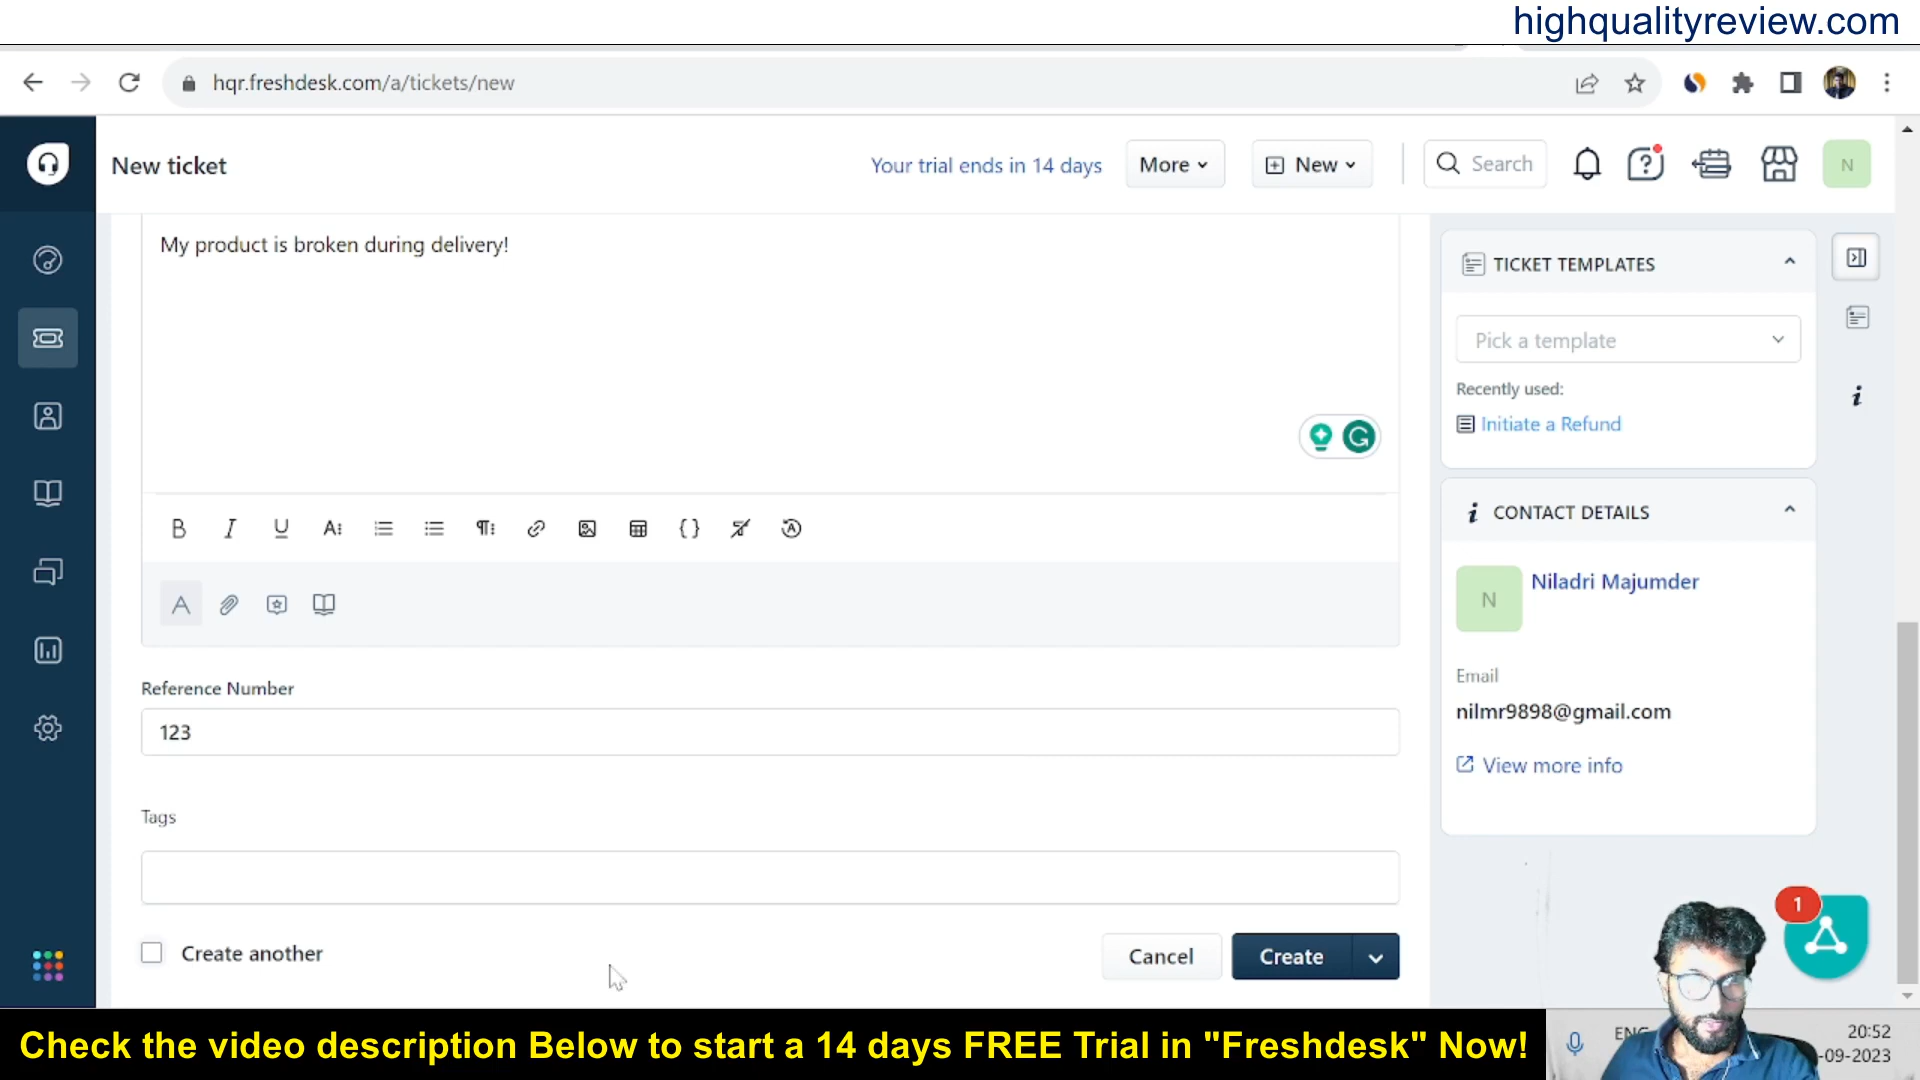 highqualityreview.com
hqr.freshdesk.com/a/tickets/new
New ticket
Your trial ends in 14 days
More
New
Search
N
My product is broken during delivery!
TICKET TEMPLATES
Pick a template
Recently used:
Initiate a Refund
CONTACT DETAILS
N
Niladri Majumder
Email
nilmr9898@gmail.com
View more info
Reference Number
123
Tags
Create another
Cancel
Create
1
Check the video description Below to start a 14 days FREE Trial in "Freshdesk" Now!
20:52
-09-2023